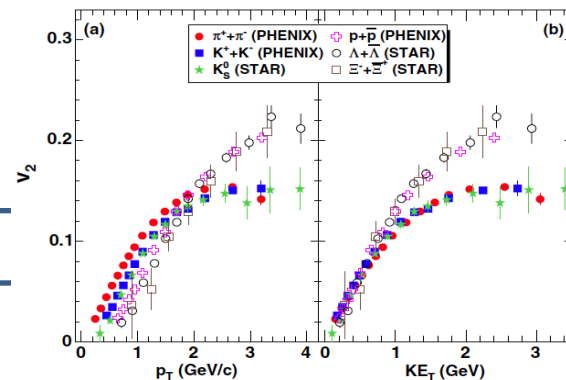 0.3
0.2
0.1
0
V₂
(a)
π⁺+π⁻ (PHENIX)
K⁺+K⁻ (PHENIX)
K⁰S (STAR)
p+p̅ (PHENIX)
Λ+Λ̅ (STAR)
Ξ⁻+Ξ̅⁺ (STAR)
(b)
0 1 2 3 4
0 1 2 3
p_T (GeV/c)
KE_T (GeV)